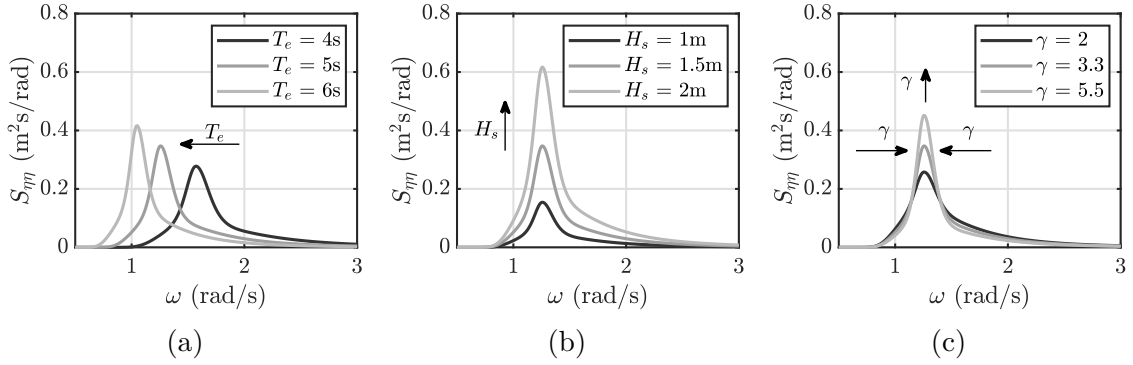 0.8
0.6
0.4
0.2
0
S_ηη (m²s/rad)
T_e = 4s
T_e = 5s
T_e = 6s
T_e
1 2 3
ω (rad/s)
(a)
0.8
0.6
0.4
0.2
0
S_ηη (m²s/rad)
H_s = 1m
H_s = 1.5m
H_s = 2m
H_s
1 2 3
ω (rad/s)
(b)
0.8
0.6
0.4
0.2
0
S_ηη (m²s/rad)
γ = 2
γ = 3.3
γ = 5.5
γ
γ γ
1 2 3
ω (rad/s)
(c)